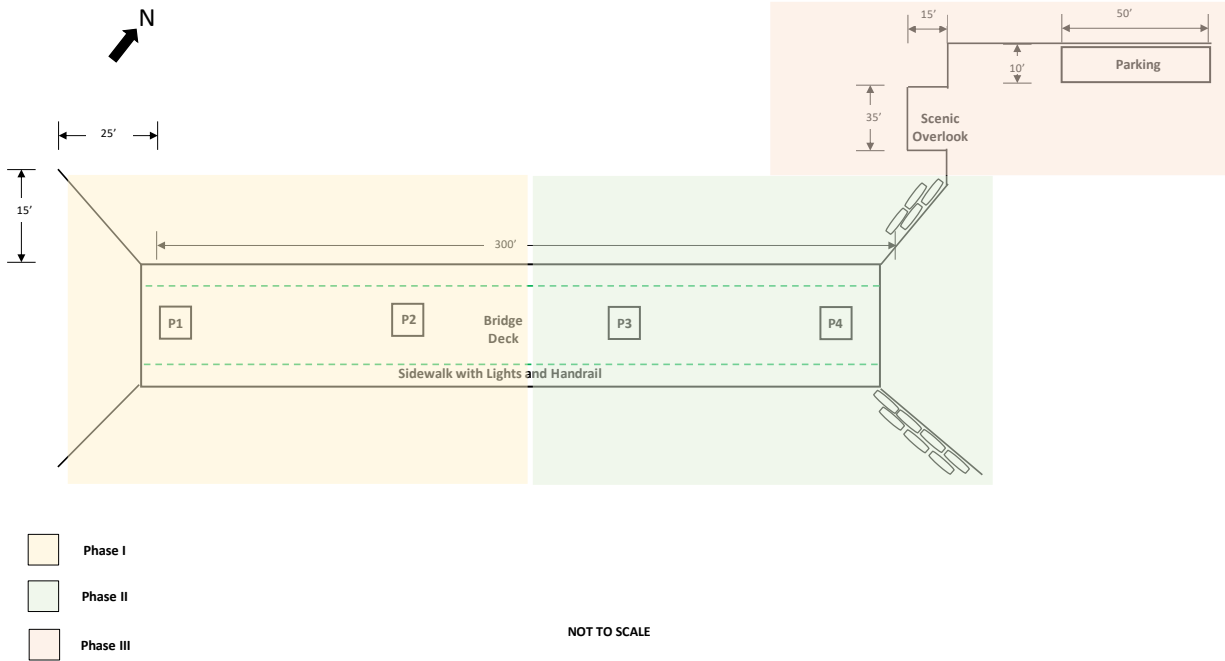 N
15’
50’
Parking
10’
35’
Scenic
Overlook
25’
15’
300’
P1
P2
Bridge
Deck
P3
P4
Sidewalk with Lights and Handrail
Phase I
Phase II
Phase III
NOT TO SCALE